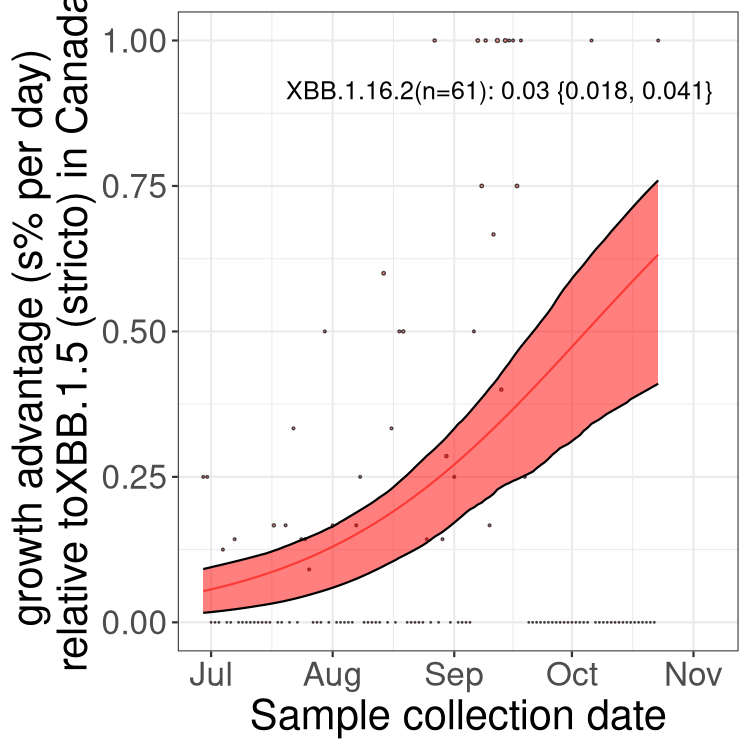 growth advantage (s% per day)
relative toXBB.1.5 (stricto) in Canada
1.00
0.75
0.50
0.25
0.00
XBB.1.16.2(n=61): 0.03 {0.018, 0.041}
Jul Aug Sep Oct Nov
Sample collection date